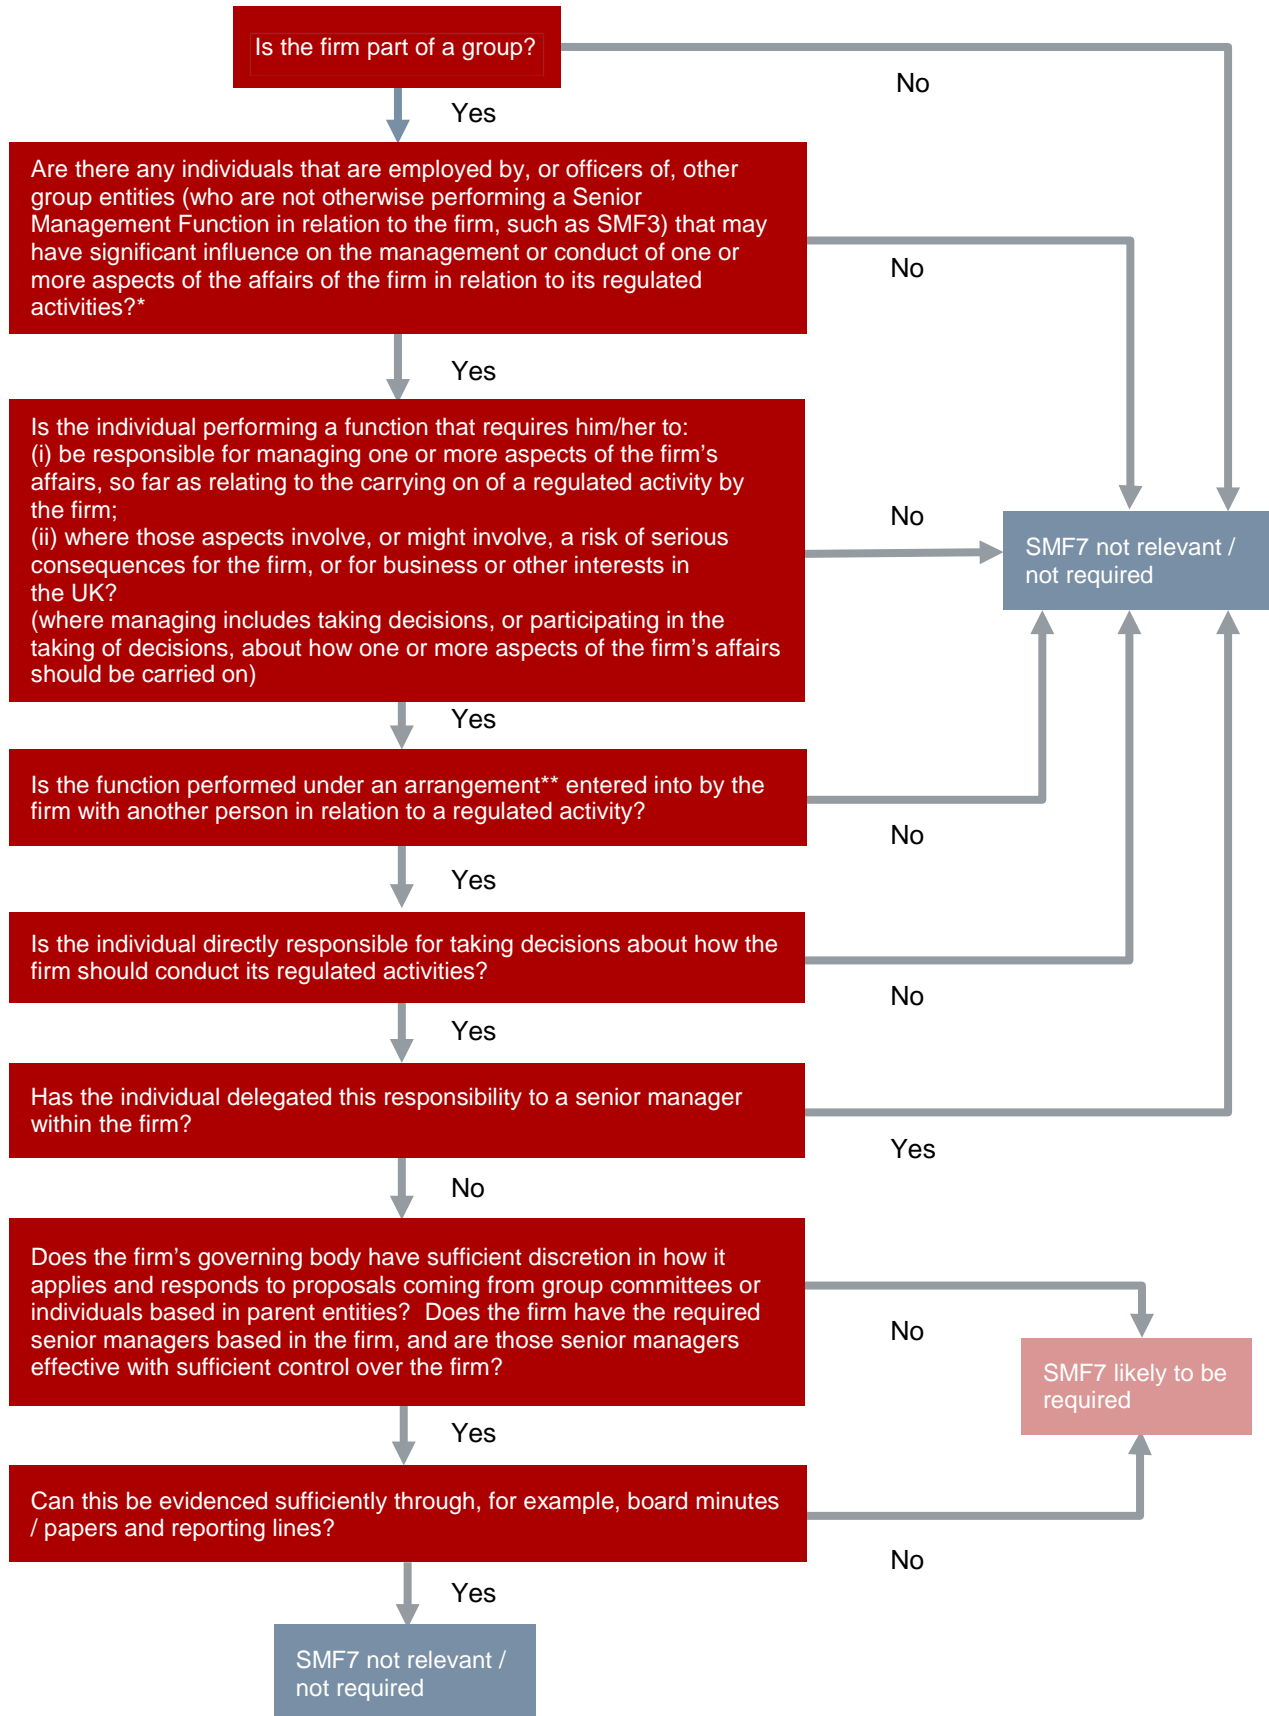 Is the firm part of a group?
No
Yes
Are there any individuals that are employed by, or officers of, other
group entities (who are not otherwise performing a Senior
Management Function in relation to the firm, such as SMF3) that may
have significant influence on the management or conduct of one or
more aspects of the affairs of the firm in relation to its regulated
activities?*
No
Yes
Is the individual performing a function that requires him/her to:
(i) be responsible for managing one or more aspects of the firm's
affairs, so far as relating to the carrying on of a regulated activity by
the firm;
(ii) where those aspects involve, or might involve, a risk of serious
consequences for the firm, or for business or other interests in
the UK?
(where managing includes taking decisions, or participating in the
taking of decisions, about how one or more aspects of the firm's affairs
should be carried on)
No
SMF7 not relevant /
not required
Yes
Is the function performed under an arrangement** entered into by the
firm with another person in relation to a regulated activity?
No
Yes
Is the individual directly responsible for taking decisions about how the
firm should conduct its regulated activities?
No
Yes
Has the individual delegated this responsibility to a senior manager
within the firm?
Yes
No
Does the firm's governing body have sufficient discretion in how it
applies and responds to proposals coming from group committees or
individuals based in parent entities?  Does the firm have the required
senior managers based in the firm, and are those senior managers
effective with sufficient control over the firm?
No
SMF7 likely to be
required
Yes
Can this be evidenced sufficiently through, for example, board minutes
/ papers and reporting lines?
No
Yes
SMF7 not relevant /
not required